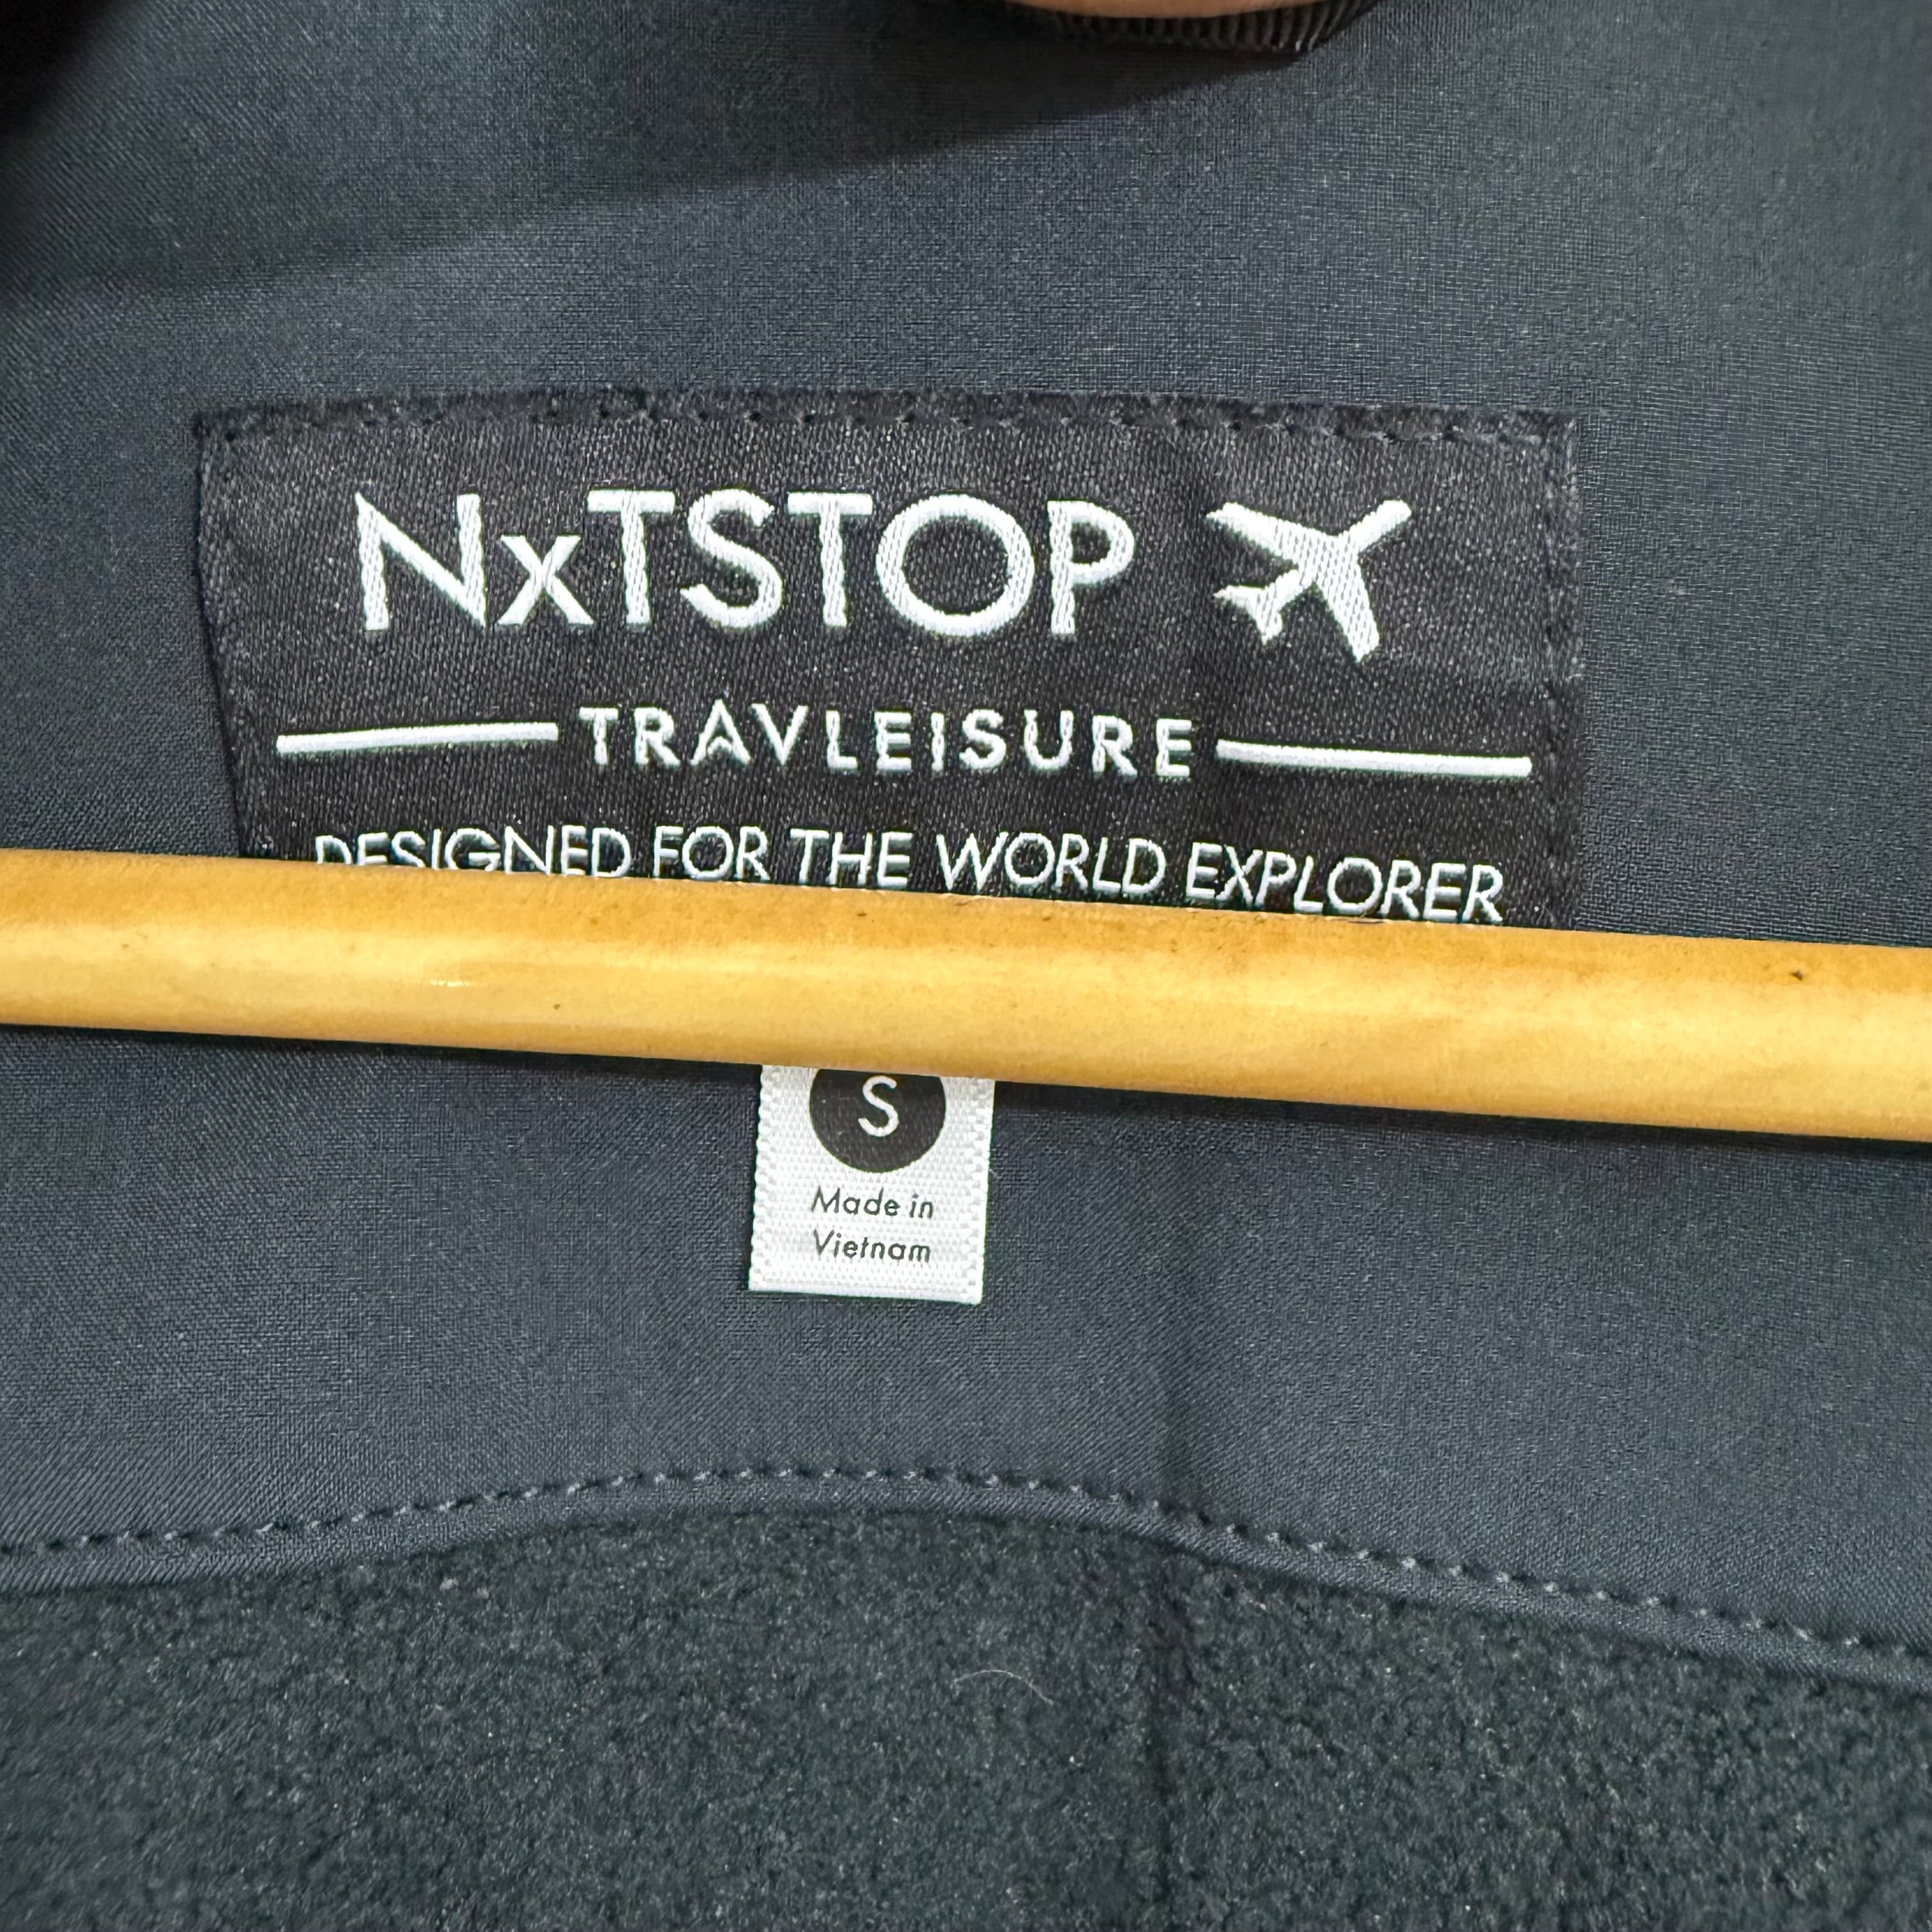 NxTSTOP
TRAVLEISURE
DESIGNED FOR THE WORLD EXPLORER
S
Made in
Vietnam